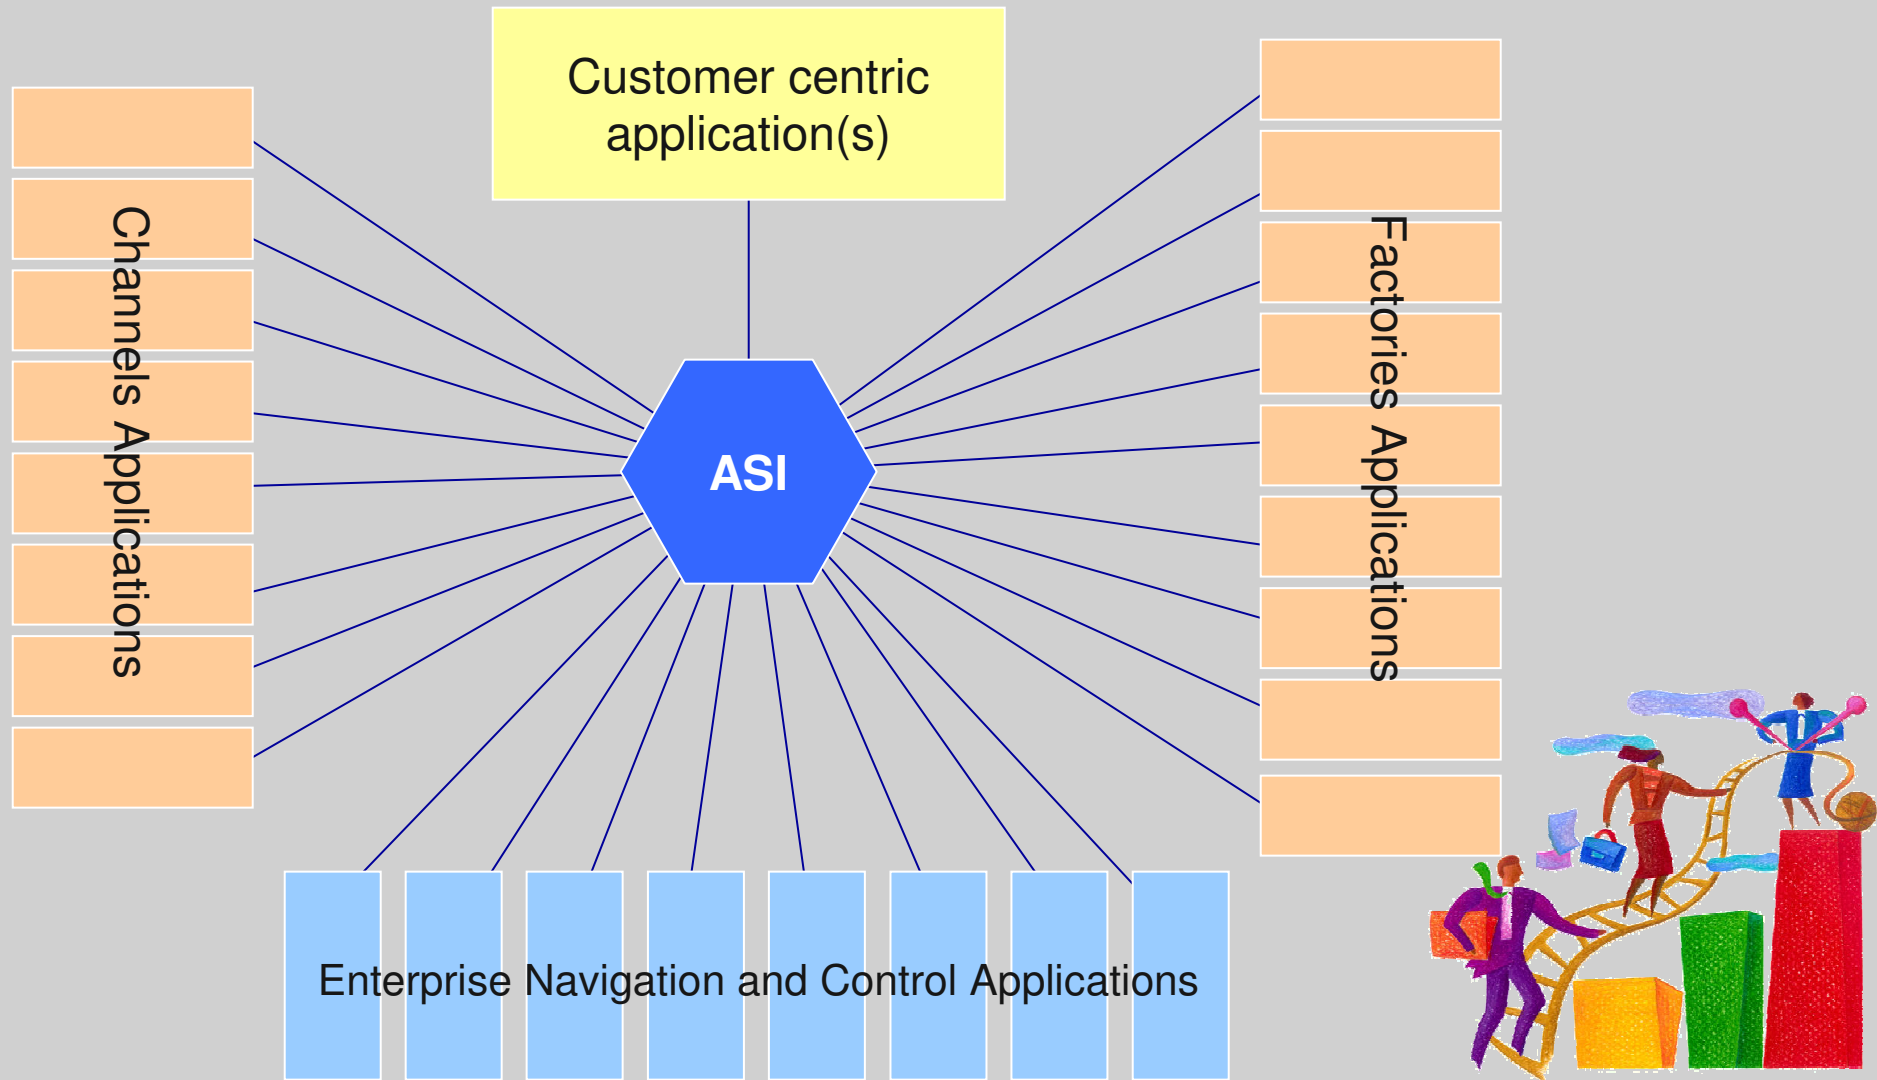 Customer centric
application(s)
Channels Applications
Factories Applications
ASI
Enterprise Navigation and Control Applications